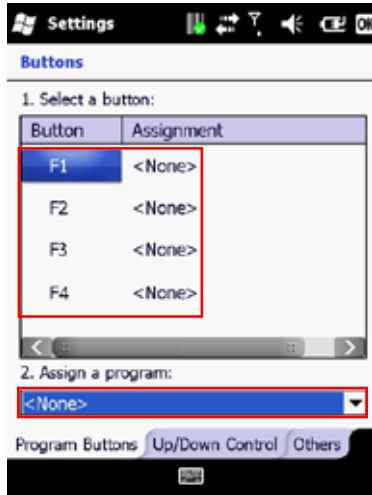 Settings
OK
Buttons
1. Select a button:
Button Assignment
F1 <None>
F2 <None>
F3 <None>
F4 <None>
2. Assign a program:
<None>
Program Buttons Up/Down Control Others